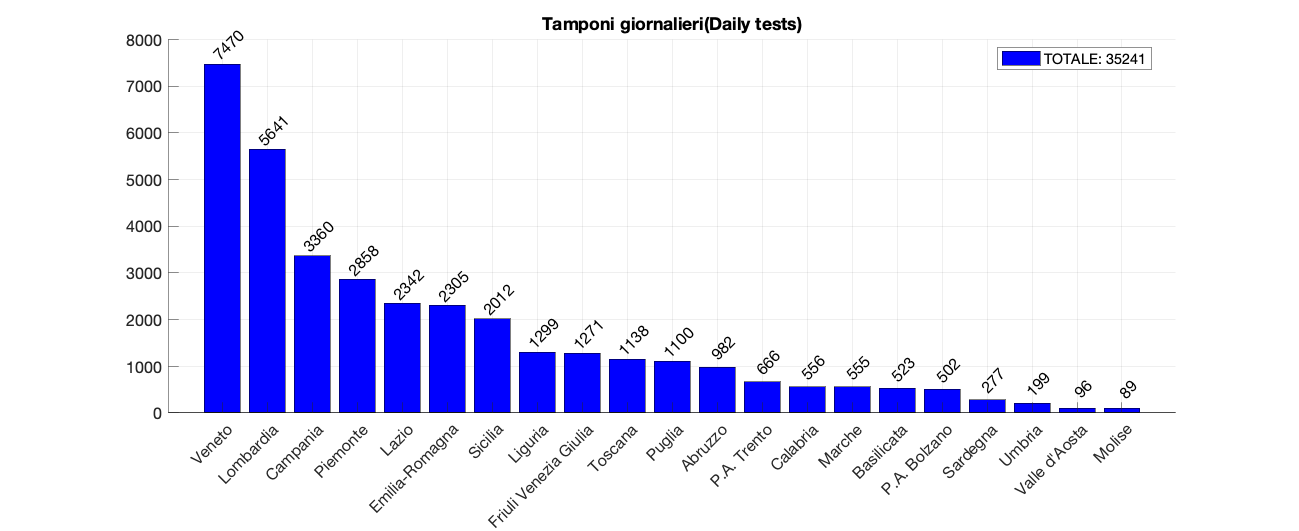 Tamponi giornalieri(Daily tests)
TOTALE: 35241
8000
7000
6000
5000
4000
3000
2000
1000
0
7470
5641
3360
2858
2342
2305
2012
1299
1271
1138
1100
982
666
556
555
523
502
277
199
96
89
Veneto
Lombardia
Campania
Piemonte
Lazio
Emilia-Romagna
Sicilia
Liguria
Friuli Venezia Giulia
Toscana
Puglia
Abruzzo
P.A. Trento
Calabria
Marche
Basilicata
P.A. Bolzano
Sardegna
Umbria
Valle d'Aosta
Molise